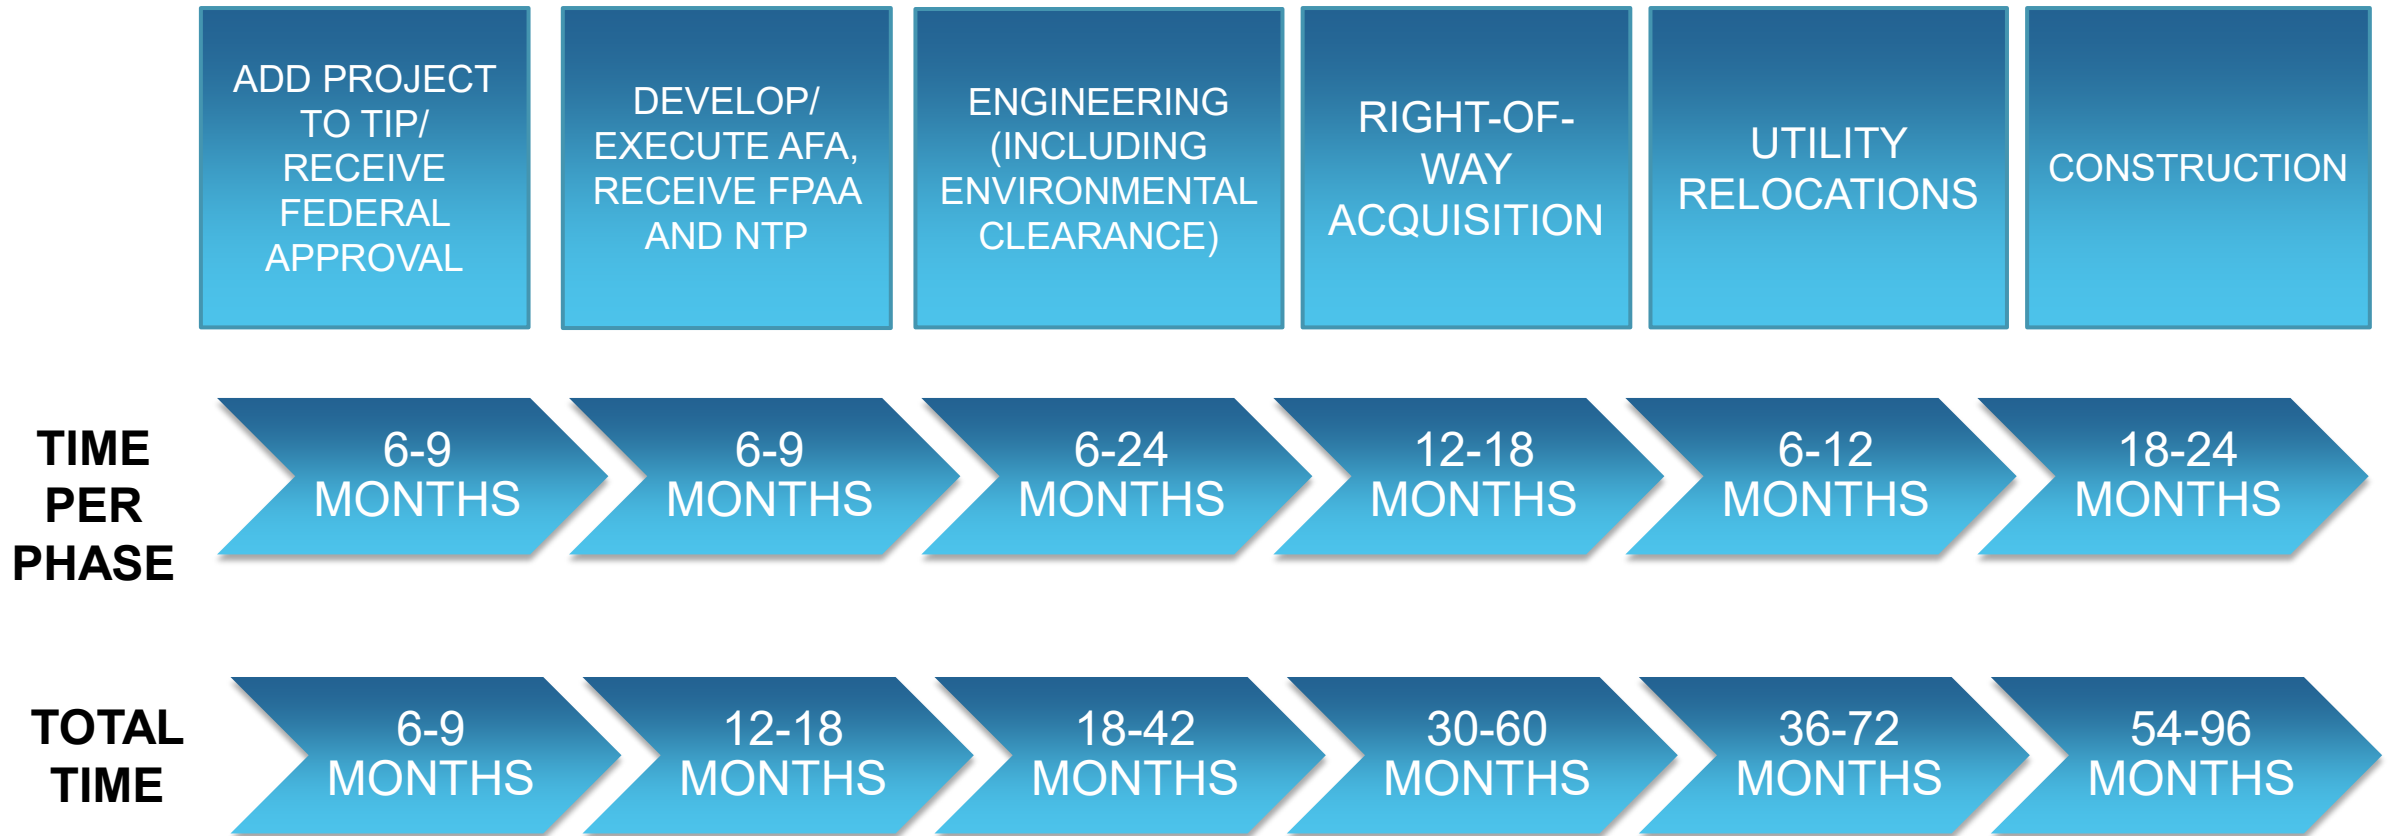 ADD PROJECT
TO TIP/
RECEIVE
FEDERAL
APPROVAL
DEVELOP/
EXECUTE AFA,
RECEIVE FPAA
AND NTP
ENGINEERING
(INCLUDING
ENVIRONMENTAL
CLEARANCE)
RIGHT-OF-
WAY
ACQUISITION
UTILITY
RELOCATIONS
CONSTRUCTION
TIME
PER
PHASE
6-9
MONTHS
6-9
MONTHS
6-24
MONTHS
12-18
MONTHS
6-12
MONTHS
18-24
MONTHS
TOTAL
TIME
6-9
MONTHS
12-18
MONTHS
18-42
MONTHS
30-60
MONTHS
36-72
MONTHS
54-96
MONTHS